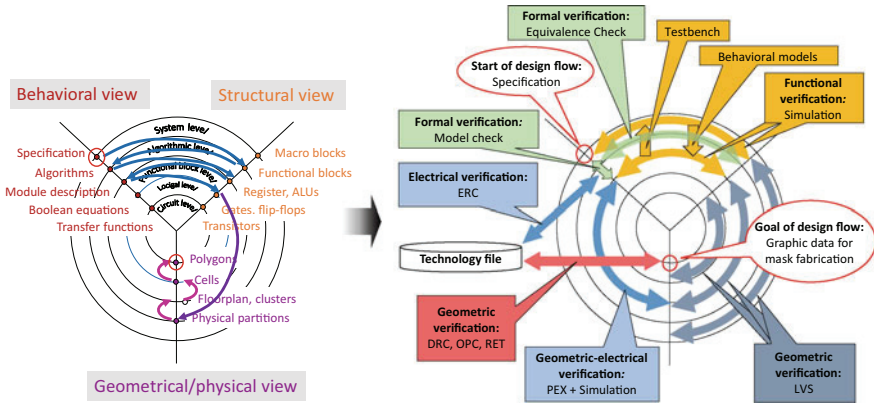 Behavioral view
Structural view
System level
Algorithmic level
Functional block level
Locigal level
Circuit level
Specification
Algorithms
Module description
Boolean equations
Transfer functions
Macro blocks
Functional blocks
Register, ALUs
Gates. flip-flops
Transistors
Polygons
Cells
Floorplan, clusters
Physical partitions
Geometrical/physical view
Formal verification:
Equivalence Check
Testbench
Behavioral models
Start of design flow:
Specification
Functional
verification:
Simulation
Formal verification:
Model check
Electrical verification:
ERC
Technology file
Goal of design flow:
Graphic data for
mask fabrication
Geometric
verification:
DRC, OPC, RET
Geometric-electrical
verification:
PEX + Simulation
Geometric
verification:
LVS